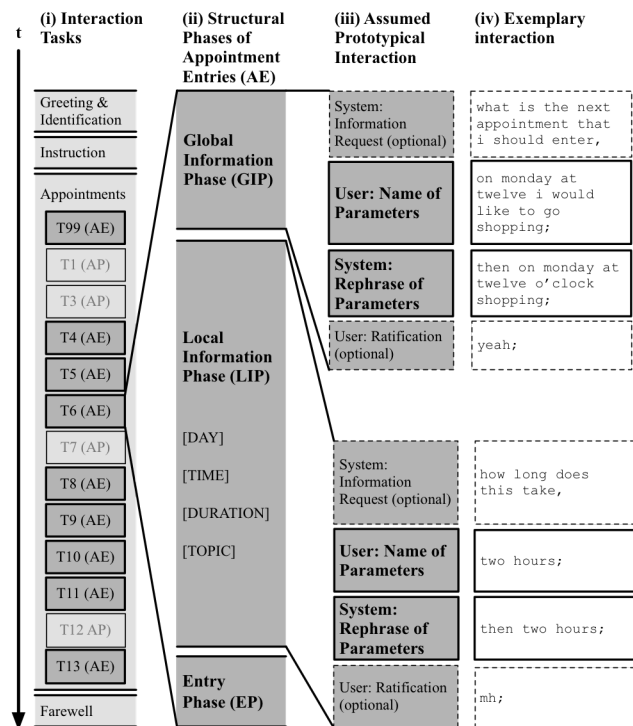 t
(i) Interaction
Tasks
(ii) Structural
Phases of
Appointment
Entries (AE)
(iii) Assumed
Prototypical
Interaction
(iv) Exemplary
interaction
Greeting &
Identification
Instruction
Appointments
T99 (AE)
T1 (AP)
T3 (AP)
T4 (AE)
T5 (AE)
T6 (AE)
T7 (AP)
T8 (AE)
T9 (AE)
T10 (AE)
T11 (AE)
T12 AP)
T13 (AE)
Farewell
Global
Information
Phase (GIP)
Local
Information
Phase (LIP)
[DAY]
[TIME]
[DURATION]
[TOPIC]
Entry
Phase (EP)
System:
Information
Request (optional)
User: Name of
Parameters
System:
Rephrase of
Parameters
User: Ratification
(optional)
System:
Information
Request (optional)
User: Name of
Parameters
System:
Rephrase of
Parameters
User: Ratification
(optional)
what is the next
appointment that
i should enter,
on monday at
twelve i would
like to go
shopping;
then on monday at
twelve o'clock
shopping;
yeah;
how long does
this take,
two hours;
then two hours;
mh;